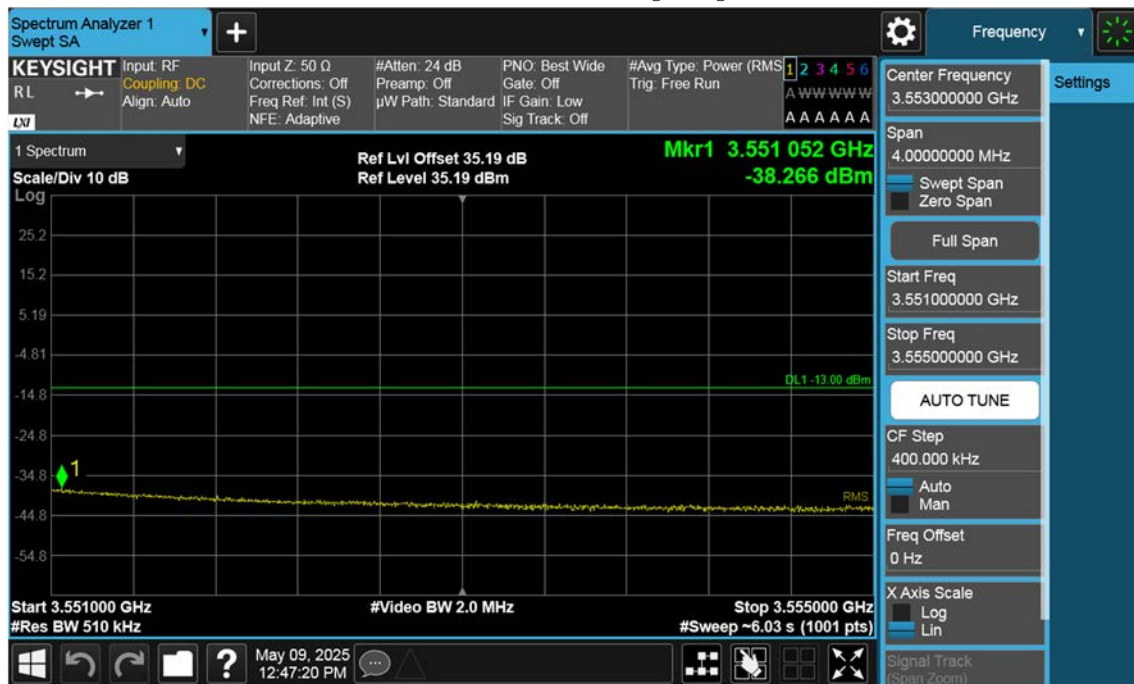 Spectrum Analyzer 1
Swept SA
Frequency
KEYSIGHT
RL
LXI
Input: RF
Coupling: DC
Align: Auto
Input Z: 50 Ω
Corrections: Off
Freq Ref: Int (S)
NFE: Adaptive
#Atten: 24 dB
Preamp: Off
µW Path: Standard
PNO: Best Wide
Gate: Off
IF Gain: Low
Sig Track: Off
#Avg Type: Power (RMS
Trig: Free Run
1 2 3 4 5 6
A W W W W W
A A A A A A
1 Spectrum
Scale/Div 10 dB
Ref Lvl Offset 35.19 dB
Ref Level 35.19 dBm
Mkr1 3.551 052 GHz
-38.266 dBm
Log
25.2
15.2
5.19
-4.81
DL1 -13.00 dBm
-14.8
-24.8
-34.8
1
RMS
-44.8
-54.8
Start 3.551000 GHz
#Res BW 510 kHz
#Video BW 2.0 MHz
Stop 3.555000 GHz
#Sweep ~6.03 s (1001 pts)
Center Frequency
3.553000000 GHz
Settings
Span
4.00000000 MHz
Swept Span
Zero Span
Full Span
Start Freq
3.551000000 GHz
Stop Freq
3.555000000 GHz
AUTO TUNE
CF Step
400.000 kHz
Auto
Man
Freq Offset
0 Hz
X Axis Scale
Log
Lin
Signal Track
(Span Zoom)
?
May 09, 2025
12:47:20 PM